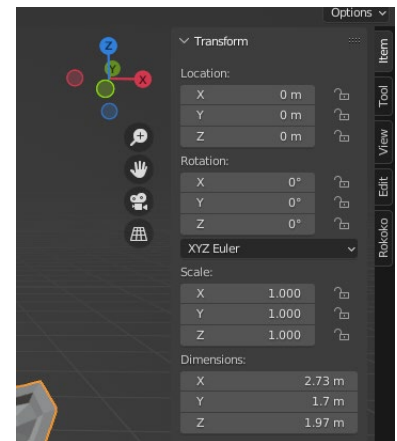 Options
Z
Y
X
Transform
Location:
X 0 m
Y 0 m
Z 0 m
Rotation:
X 0°
Y 0°
Z 0°
XYZ Euler
Scale:
X 1.000
Y 1.000
Z 1.000
Dimensions:
X 2.73 m
Y 1.7 m
Z 1.97 m
Item
Tool
View
Edit
Rokoko